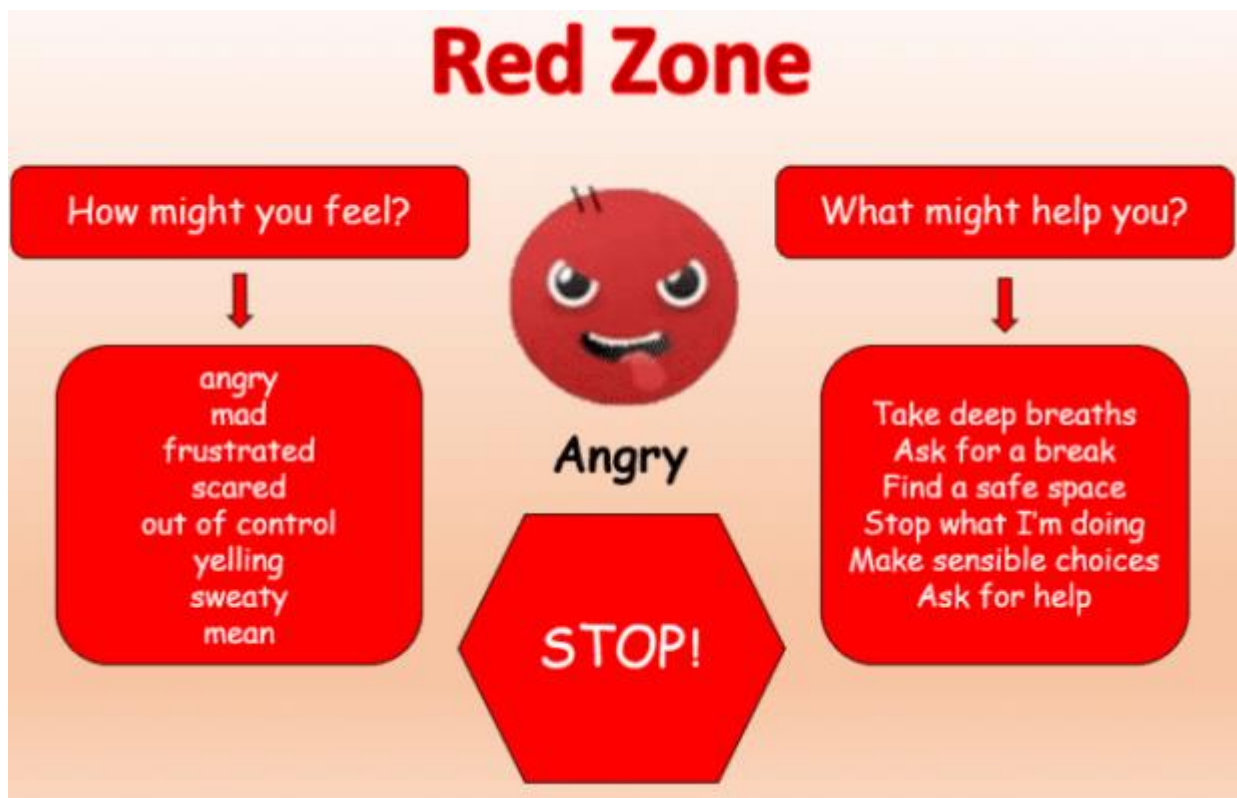 Red Zone
How might you feel?
angry
mad
frustrated
scared
out of control
yelling
sweaty
mean
Angry
STOP!
What might help you?
Take deep breaths
Ask for a break
Find a safe space
Stop what I'm doing
Make sensible choices
Ask for help